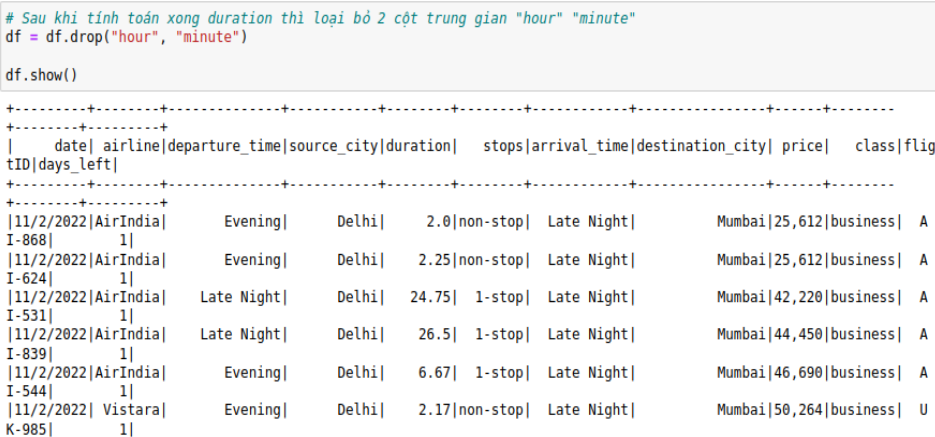 # Sau khi tính toán xong duration thì loại bỏ 2 cột trung gian "hour" "minute"
df = df.drop("hour", "minute")
df.show()
+---------+--------+--------------+-----------+--------+--------+------------+----------------+------+--------
+--------+---------+
|     date| airline|departure_time|source_city|duration|   stops|arrival_time|destination_city| price|   class|flig
tID|days_left|
+---------+--------+--------------+-----------+--------+--------+------------+----------------+------+--------
+--------+---------+
|11/2/2022|AirIndia|       Evening|      Delhi|     2.0|non-stop|  Late Night|          Mumbai|25,612|business|  A
I-868|        1|
|11/2/2022|AirIndia|       Evening|      Delhi|    2.25|non-stop|  Late Night|          Mumbai|25,612|business|  A
I-624|        1|
|11/2/2022|AirIndia|    Late Night|      Delhi|   24.75|  1-stop|  Late Night|          Mumbai|42,220|business|  A
I-531|        1|
|11/2/2022|AirIndia|    Late Night|      Delhi|    26.5|  1-stop|  Late Night|          Mumbai|44,450|business|  A
I-839|        1|
|11/2/2022|AirIndia|       Evening|      Delhi|    6.67|  1-stop|  Late Night|          Mumbai|46,690|business|  A
I-544|        1|
|11/2/2022| Vistara|       Evening|      Delhi|    2.17|non-stop|  Late Night|          Mumbai|50,264|business|  U
K-985|        1|